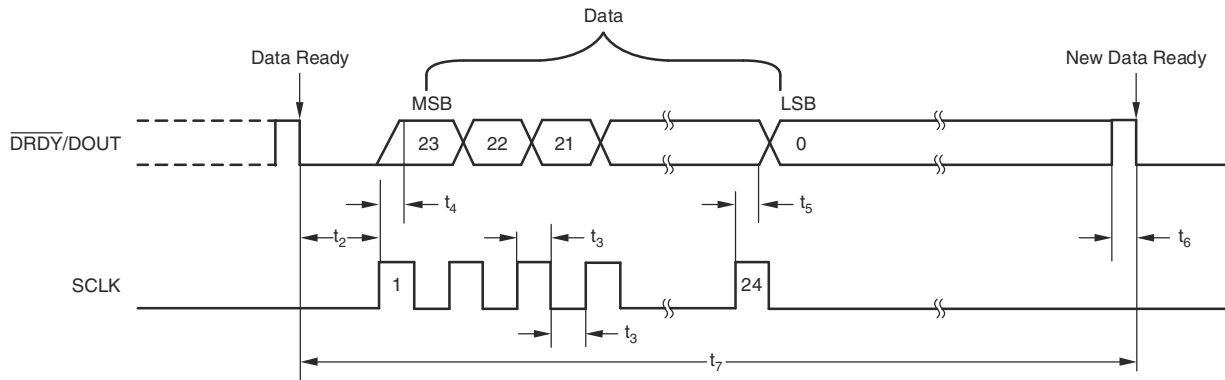 Data
Data Ready
New Data Ready
MSB
LSB
DRDY/DOUT
23
22
21
0
t4
t5
t2
t3
t6
SCLK
1
24
t3
t7